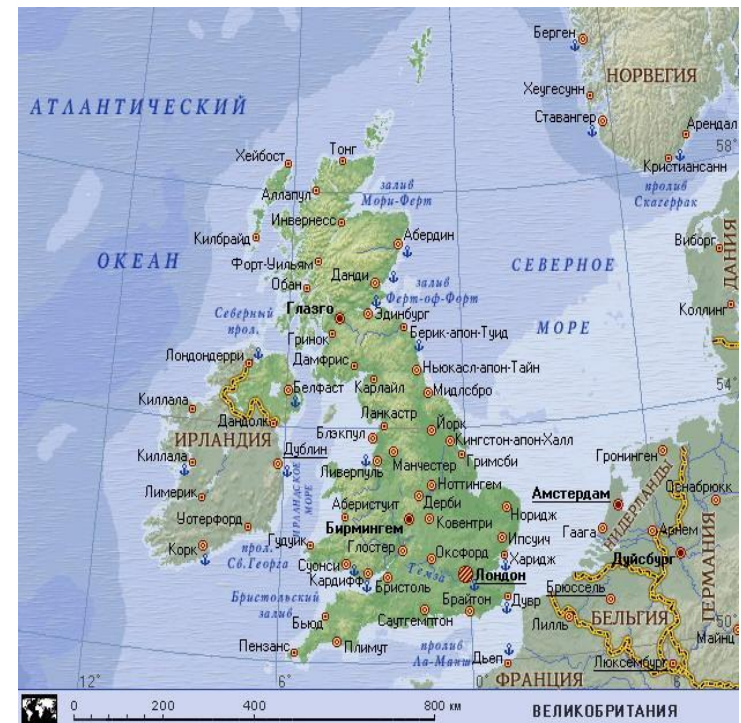 Берген
НОРВЕГИЯ
Хеугесунн
Ставангер
АТЛАНТИЧЕСКИЙ
Арендал
58°
Тонг
Хейбост
Кристиансанн
залив
Мори-Ферт
пролив
Скагеррак
Аллапул
Инвернесс
Килбрайд
Абердин
Виборг
ДАНИЯ
ОКЕАН
Форт-Уильям
СЕВЕРНОЕ
Данди
залив
Ферт-оф-Форт
Обан
Северный
прол.
Глазго
Эдинбург
Коллинг
МОРЕ
Берик-апон-Туид
Гринок
Лондондерри
Дамфрис
Ньюкасл-апон-Тайн
54°
Белфаст
Карлайл
Мидлсбро
Киллала
Ланкастр
Дандолк
Йорк
ИРЛАНДИЯ
Блэкпул
Кингстон-апон-Халл
Дублин
Киллала
Гримсби
Гронинген
Манчестер
Ливерпуль
НИДЕРЛАНДЫ
Ноттингем
Оснабрюкк
Лимерик
ИРЛАНДСКОЕ
МОРЕ
Аберистуит
Дерби
Амстердам
Норидж
Уотерфорд
Бирмингем
Ковентри
Гаага
Арнем
Ипсуич
Корк
прол.
Св. Георга
Гудуик
Глостер
Оксфорд
Харидж
Дуйсбург
ГЕРМАНИЯ
Суонси
Темза
Лондон
Кардифф
Бристоль
Брюссель
Бристольский
залив
Брайтон
Дувр
БЕЛЬГИЯ
Бьюд
Саутгемптон
Лилль
50°
Пензанс
Плимут
пролив
Ла-Манш
Дьеп
Майнц
Люксембург
12°
6°
0°
ФРАНЦИЯ
6°
0 200 400 800 км
ВЕЛИКОБРИТАНИЯ